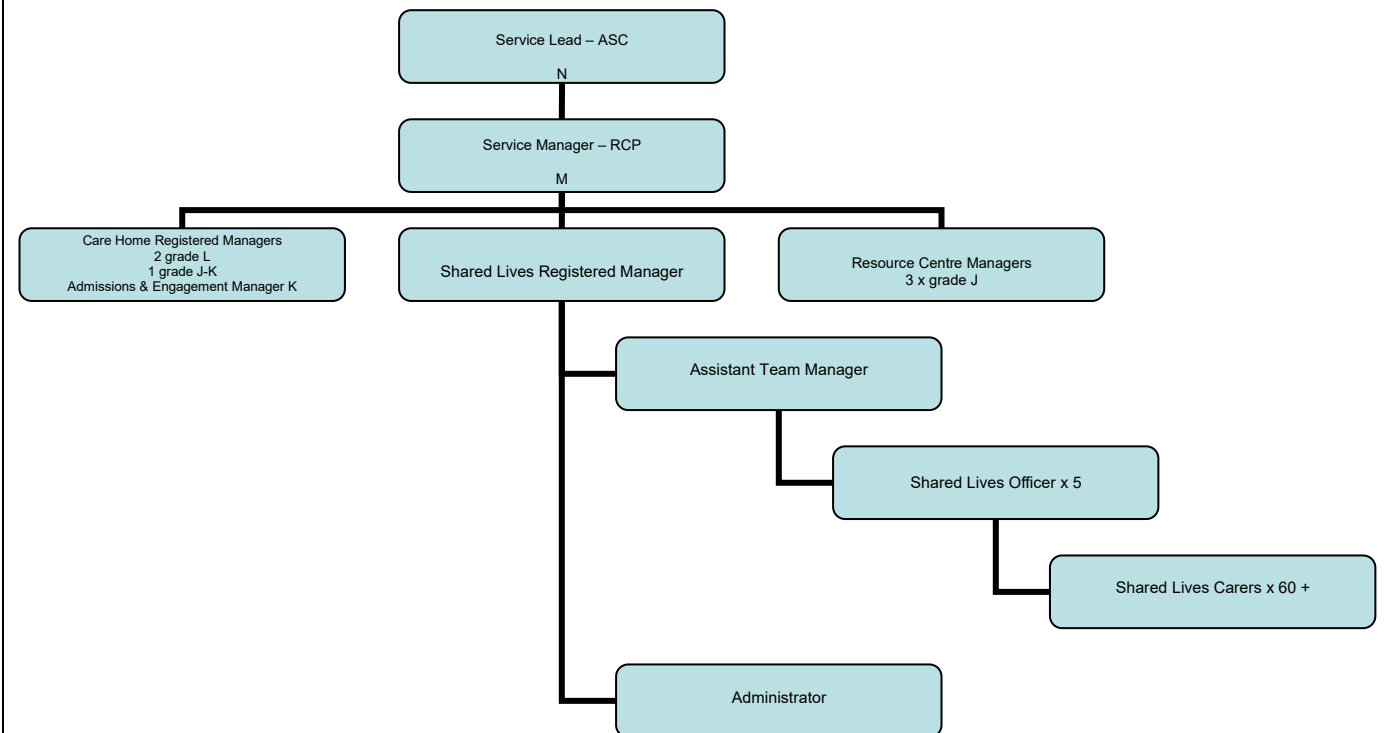 Service Lead – ASC
N
Service Manager – RCP
M
Care Home Registered Managers
2 grade L
1 grade J-K
Admissions & Engagement Manager K
Shared Lives Registered Manager
Resource Centre Managers
3 x grade J
Assistant Team Manager
Shared Lives Officer x 5
Shared Lives Carers x 60 +
Administrator